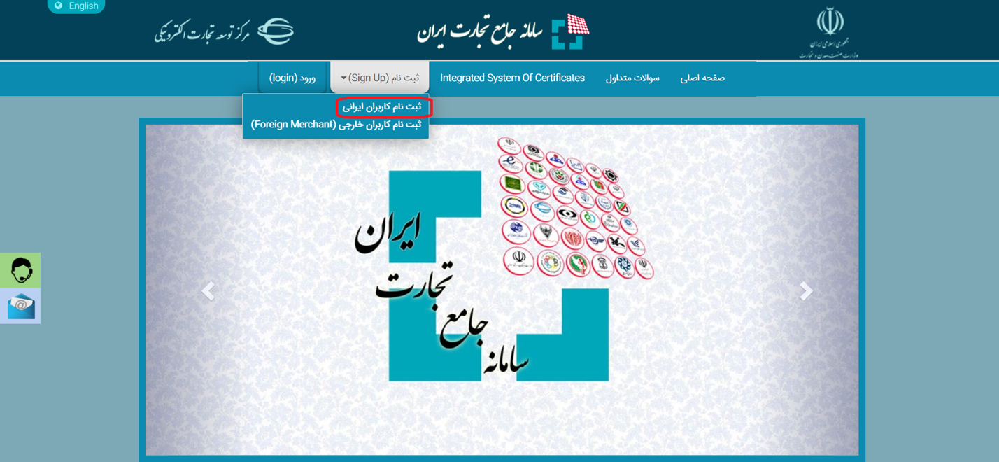 English
مرکز توسعه تجارت الکترونیکی
سامانه جامع تجارت ایران
جمهوری اسلامی ایران
وزارت صنعت، معدن و تجارت
صفحه اصلی
سوالات متداول
Integrated System Of Certificates
ثبت نام (Sign Up)
ورود (login)
ثبت نام کاربران ایرانی
ثبت نام کاربران خارجی (Foreign Merchant)
ایران
تجارت
جامع
سامانه